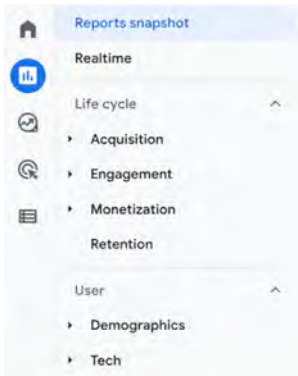 Reports snapshot
Realtime
Life cycle
Acquisition
Engagement
Monetization
Retention
User
Demographics
Tech